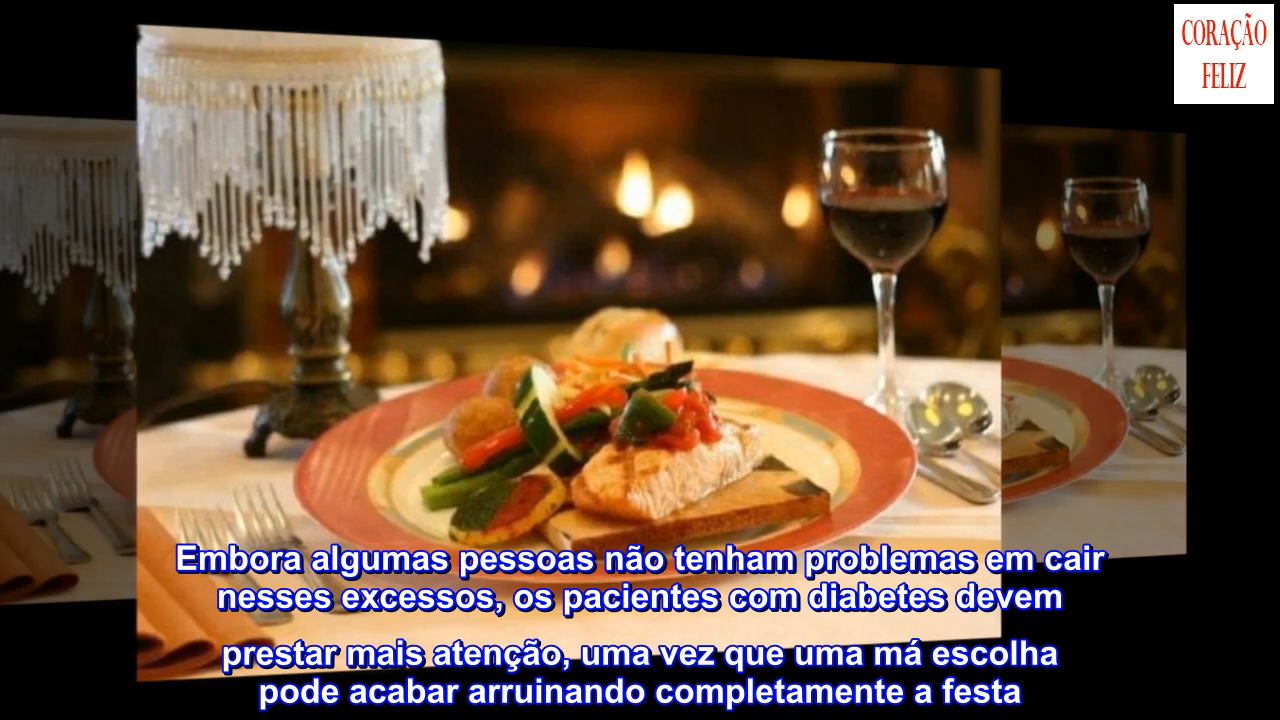 CORAÇÃO
FELIZ
Embora algumas pessoas não tenham problemas em cair
nesses excessos, os pacientes com diabetes devem
prestar mais atenção, uma vez que uma má escolha
pode acabar arruinando completamente a festa